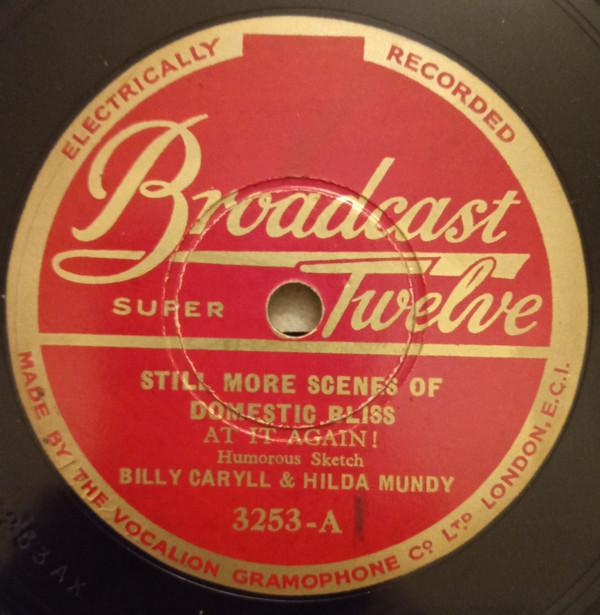 ELECTRICALLY RECORDED
Broadcast
SUPER Twelve
STILL MORE SCENES OF
DOMESTIC BLISS
AT IT AGAIN!
Humorous Sketch
BILLY CARYLL & HILDA MUNDY
3253-A
MADE BY THE VOCALION GRAMOPHONE Co LTD LONDON, E.C.I.